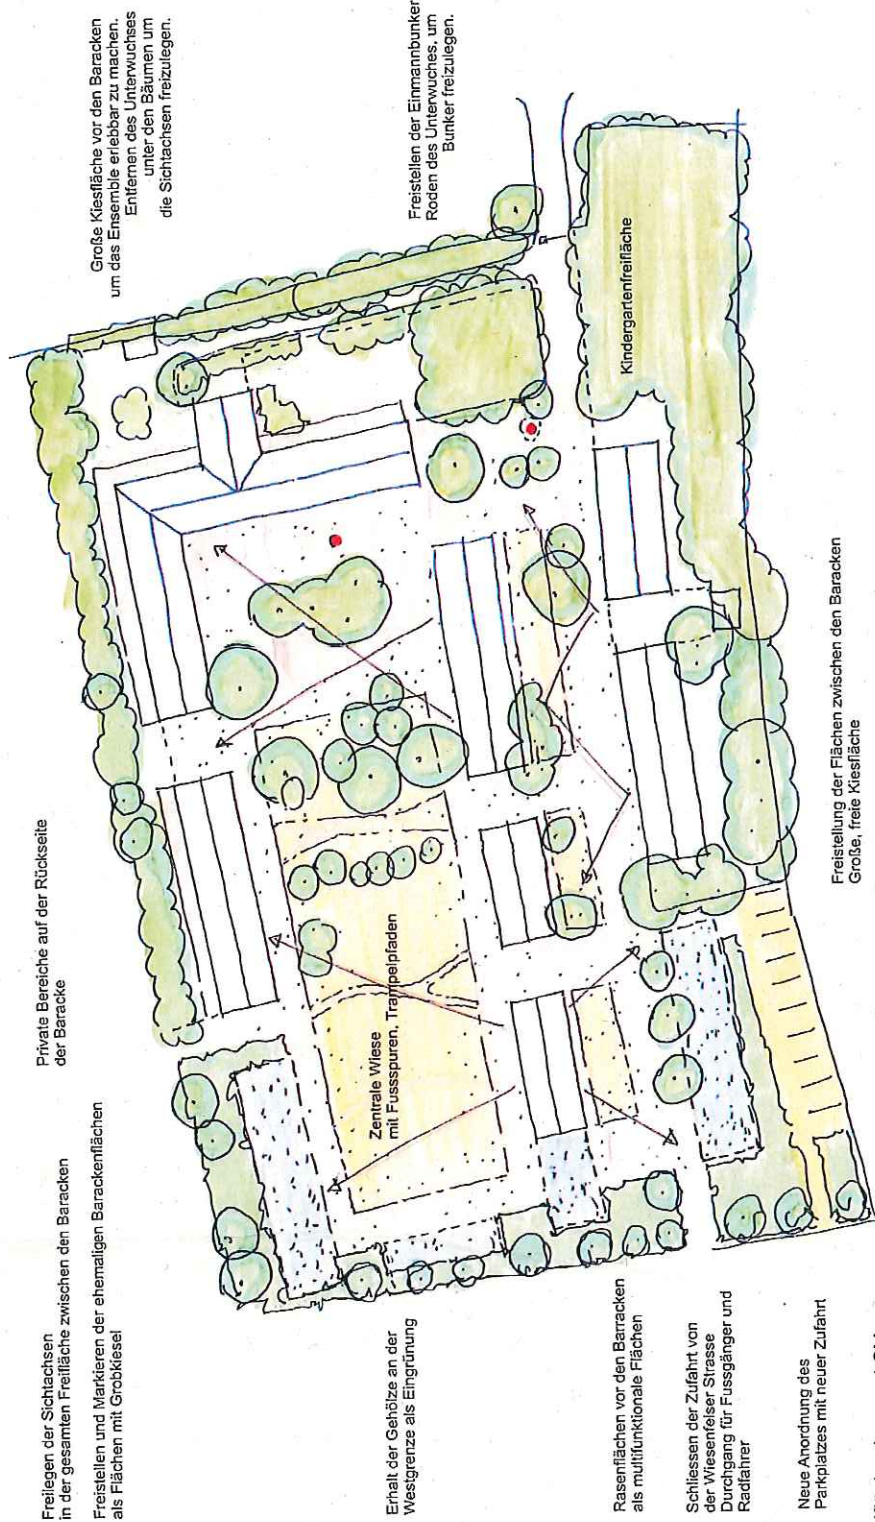 Freilegen der Sichtachsen
in der gesamten Freifläche zwischen den Baracken
Freistellen und Markieren der ehemaligen Barackenflächen
als Flächen mit Grobkiesel
Private Bereiche auf der Rückseite
der Baracke
Große Kiesfläche vor den Baracken
um das Ensemble erlebbar zu machen.
Entfernen des Unterwuchses
unter den Bäumen um
die Sichtachsen freizulegen.
Freistellen der Einmannbunker
Roden des Unterwuches, um
Bunker freizulegen.
Erhalt der Gehölze an der
Westgrenze als Eingrünung
Zentrale Wiese
mit Fussspuren, Trampelpfaden
Kindergartenfreifläche
Rasenflächen vor den Barracken
als multifunktionale Flächen
Schliessen der Zufahrt von
der Wiesenfelser Strasse
Durchgang für Fussgänger und
Radfahrer
Neue Anordnung des
Parkplatzes mit neuer Zufahrt
Freistellung der Flächen zwischen den Baracken
Große, freie Kiesfläche